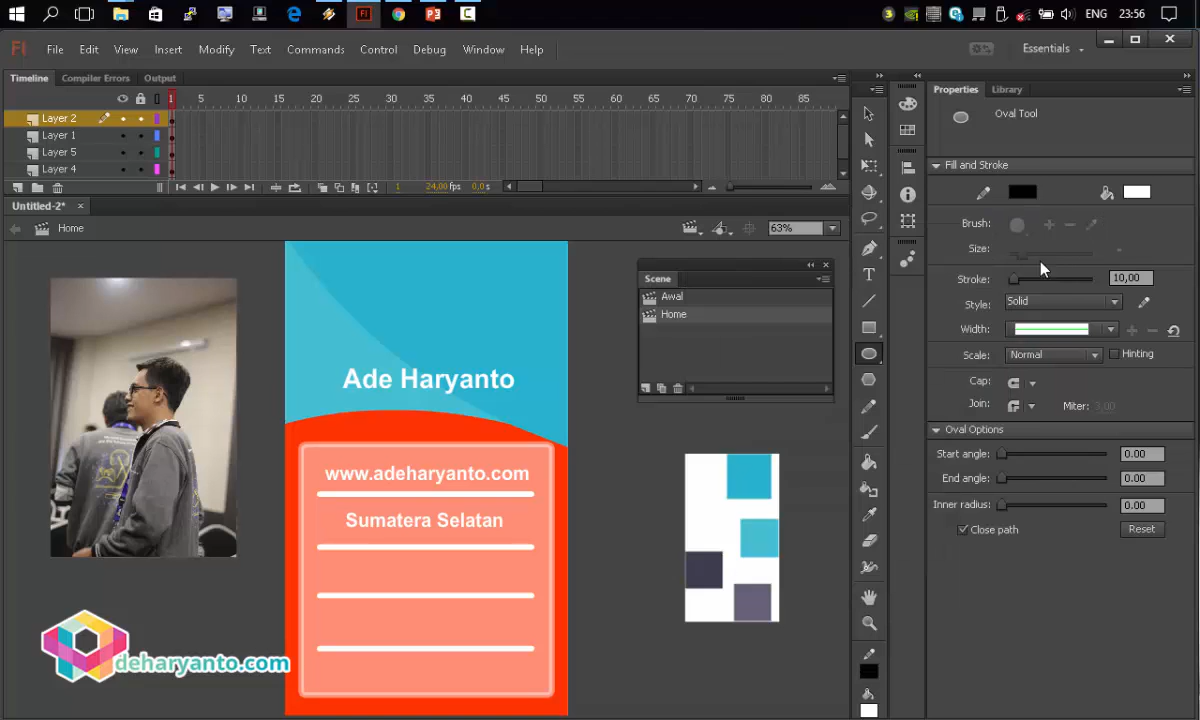 ENG 23:56
Fl File Edit View Insert Modify Text Commands Control Debug Window Help Essentials
Timeline Compiler Errors Output
1 5 10 15 20 25 30 35 40 45 50 55 60 65 70 75 80 85
Layer 2
Layer 1
Layer 5
Layer 4
1 24,00 fps 0,0 s
Untitled-2*
Home 63%
Scene
Awal
Home
Ade Haryanto
www.adeharyanto.com
Sumatera Selatan
deharyanto.com
Properties Library
Oval Tool
Fill and Stroke
Brush:
Size:
Stroke: 10,00
Style: Solid
Width:
Scale: Normal Hinting
Cap:
Join: Miter: 3,00
Oval Options
Start angle: 0.00
End angle: 0.00
Inner radius: 0.00
Close path Reset